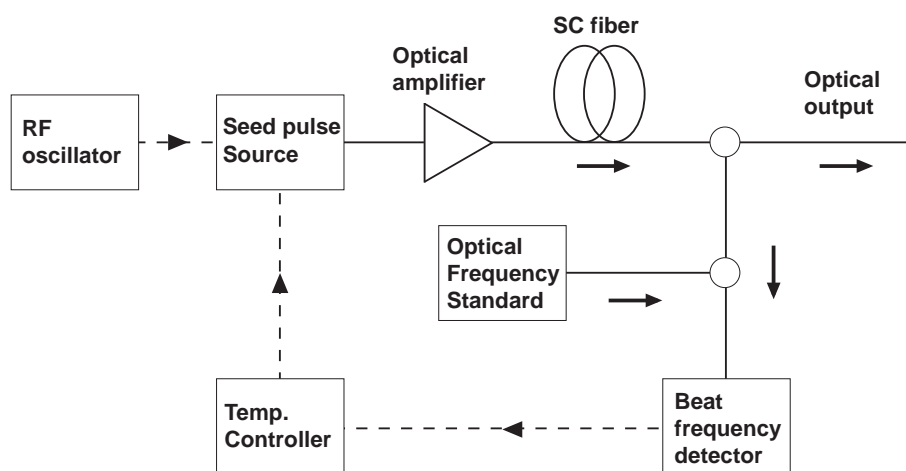 SC fiber
Optical
amplifier
Optical
output
RF
oscillator
Seed pulse
Source
Optical
Frequency
Standard
Temp.
Controller
Beat
frequency
detector